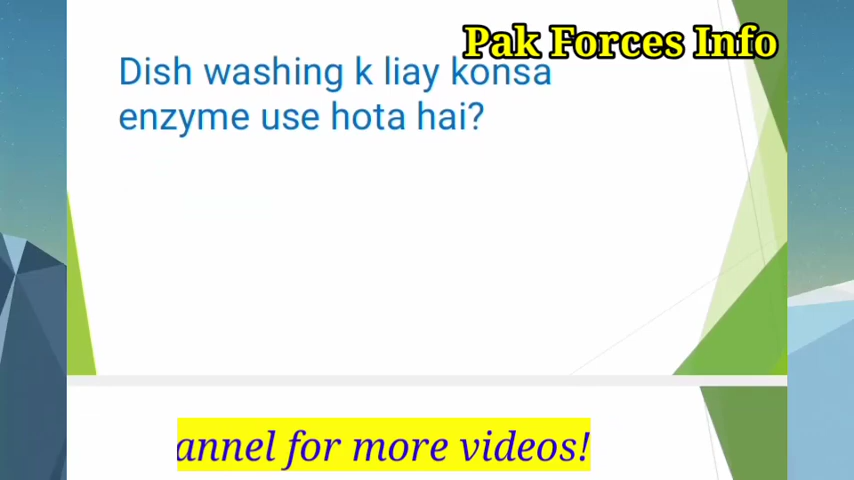 Pak Forces Info
Dish washing k liay konsa
enzyme use hota hai?
annel for more videos!